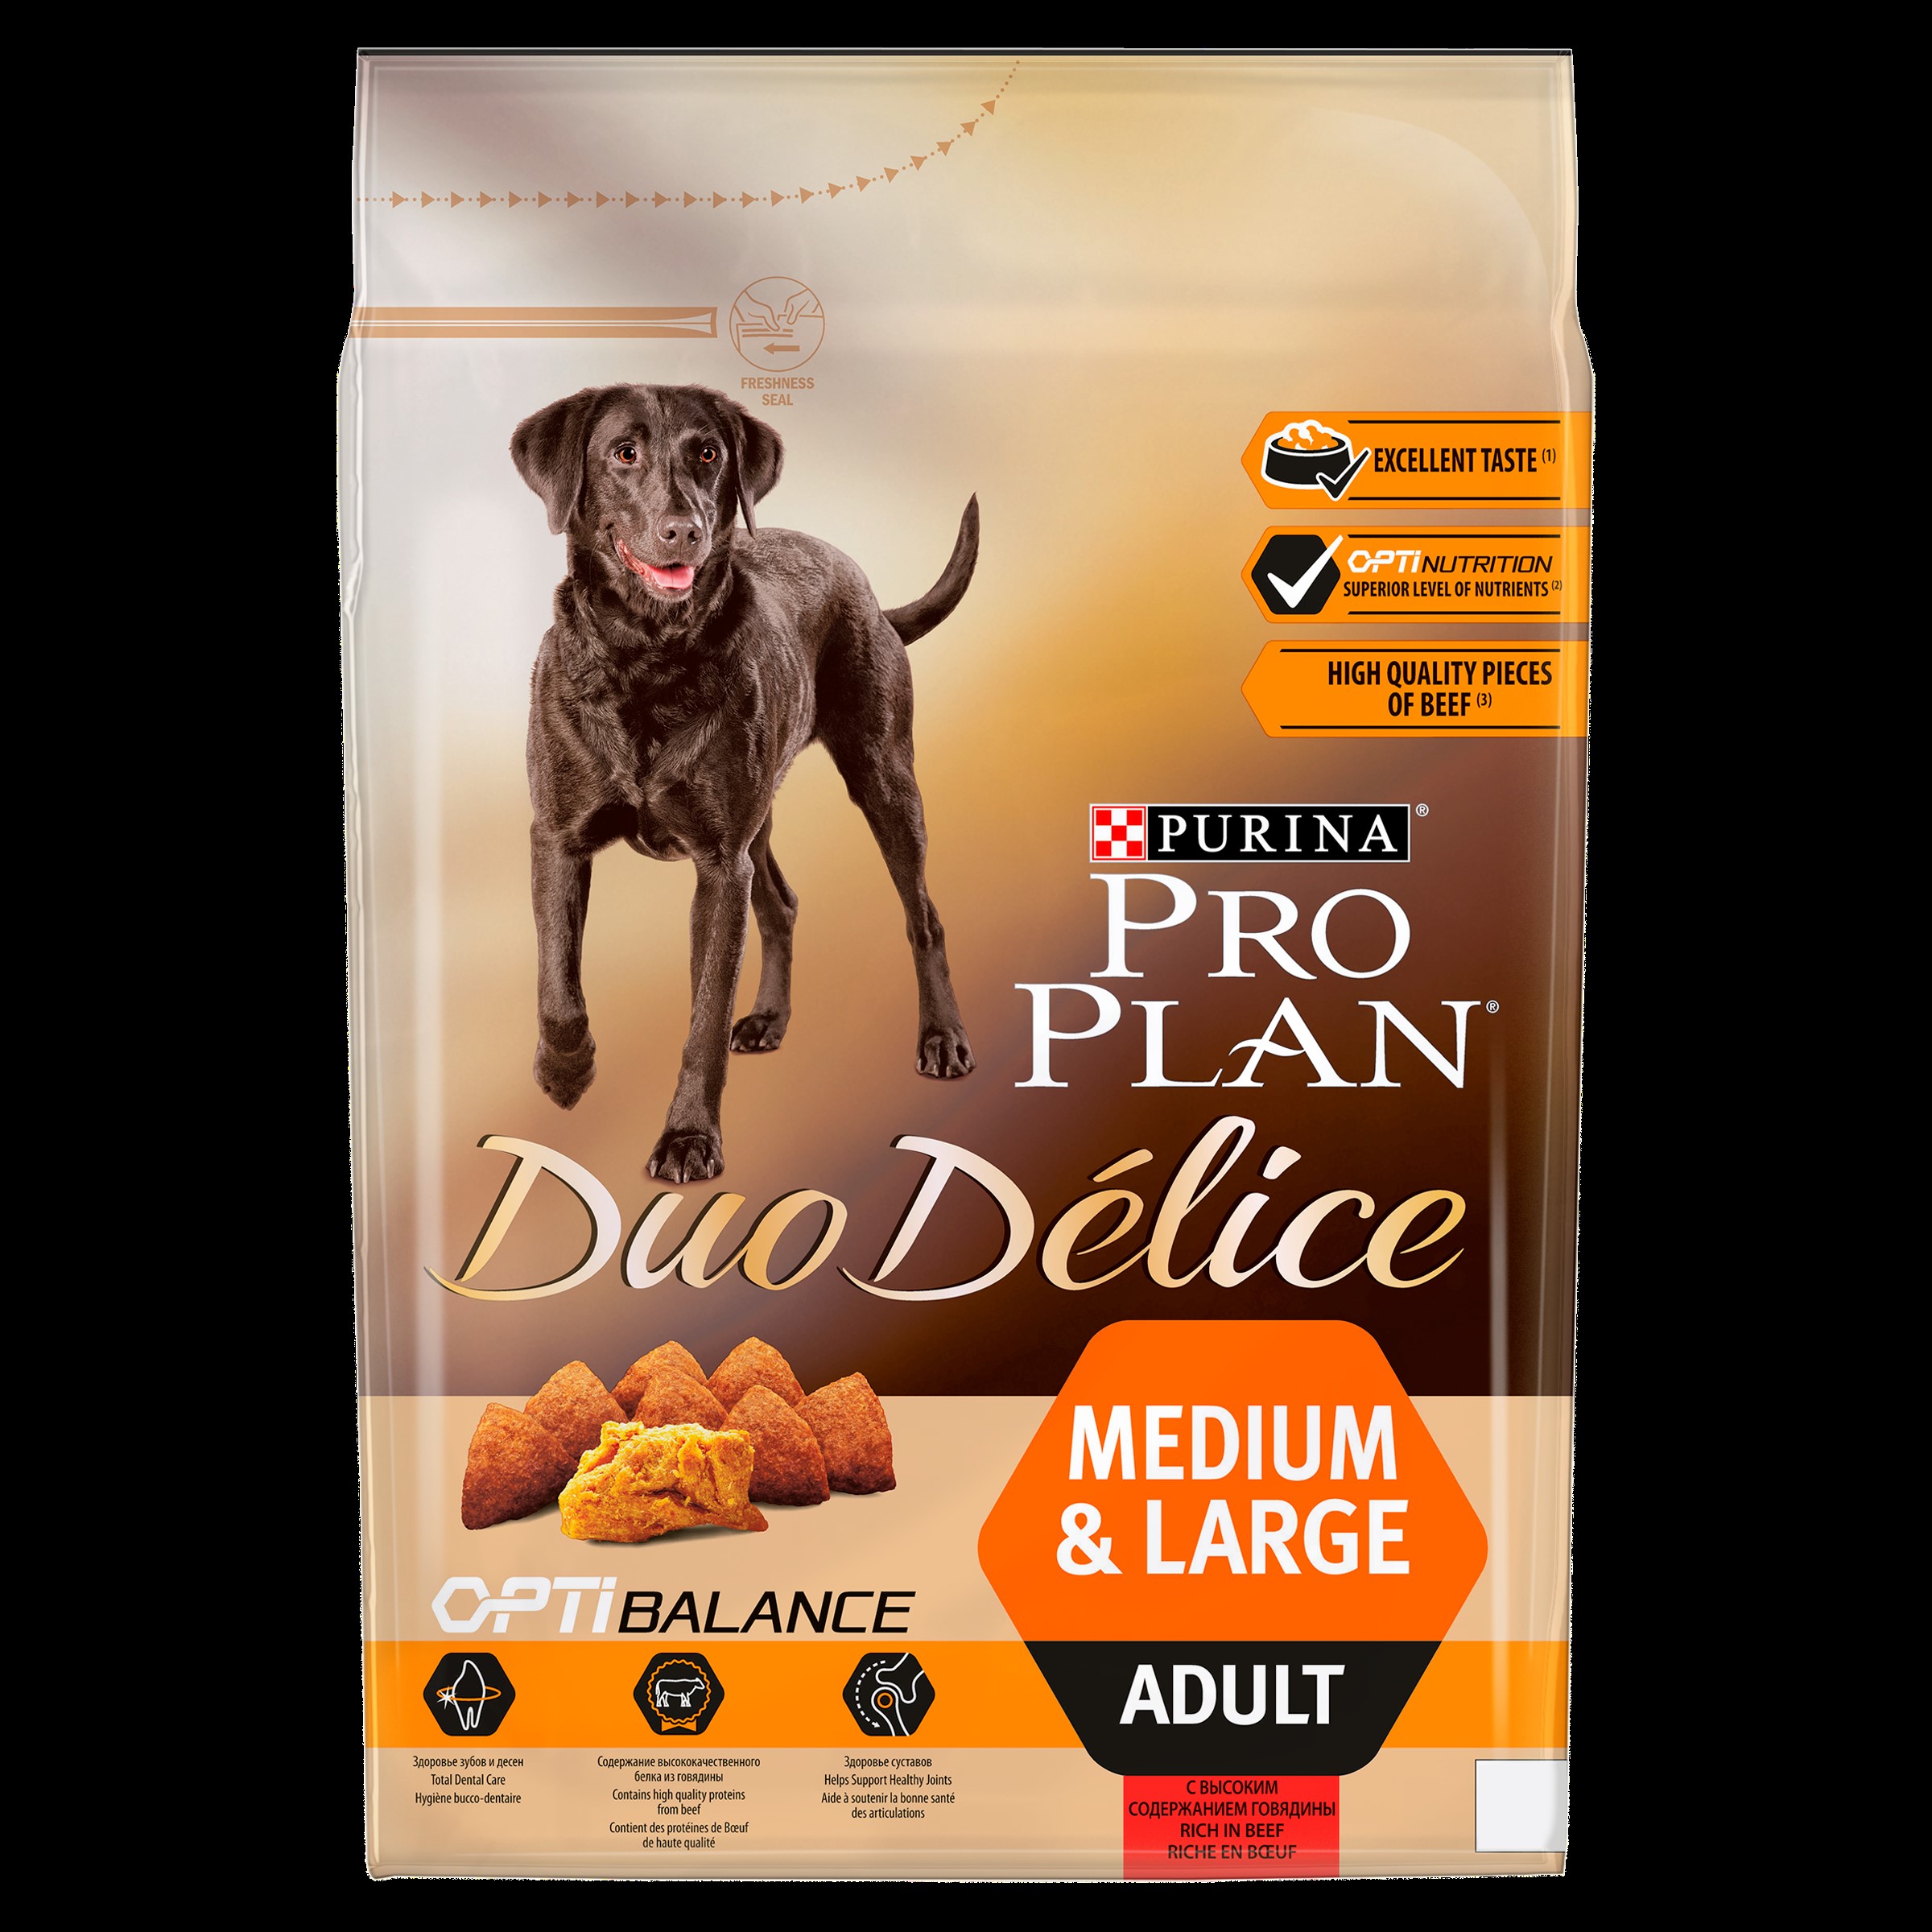 FRESHNESS
SEAL
EXCELLENT TASTE (1)
OPTINUTRITION
SUPERIOR LEVEL OF NUTRIENTS (2)
HIGH QUALITY PIECES
OF BEEF (3)
PURINA®
PRO
PLAN®
Duo Délice
MEDIUM
& LARGE
ADULT
OPTIBALANCE
Здоровье зубов и десен
Total Dental Care
Hygiène bucco-dentaire
Содержание высококачественного
белка из говядины
Contains high quality proteins
from beef
Contient des protéines de Bœuf
de haute qualité
Здоровье суставов
Helps Support Healthy Joints
Aide à soutenir la bonne santé
des articulations
С ВЫСОКИМ
СОДЕРЖАНИЕМ ГОВЯДИНЫ
RICH IN BEEF
RICHE EN BŒUF